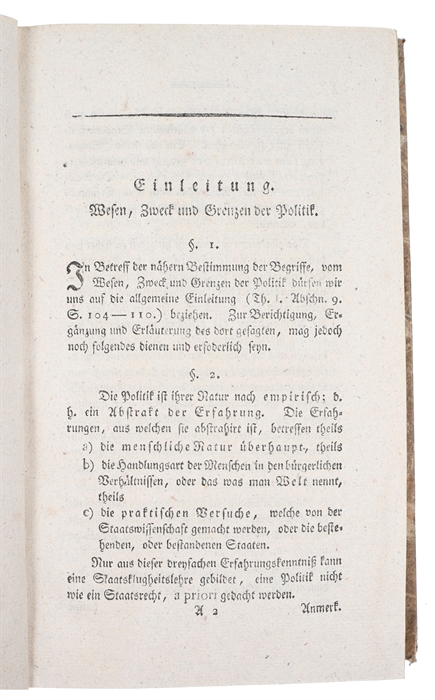 Einleitung.
Wesen, Zweck und Grenzen der Politik.
§. 1.
In Betreff der nähern Bestimmung der Begriffe, vom
Wesen, Zweck und Grenzen der Politik dürfen wir
uns auf die allgemeine Einleitung (Th. I. Abschn. 9.
S. 104—110.) beziehen. Zur Berichtigung, Er-
gänzung und Erläuterung des dort gesagten, mag jedoch
noch folgendes dienen und erfoderlich seyn.
§. 2.
Die Politik ist ihrer Natur nach empirisch; d.
h. ein Abstrakt der Erfahrung. Die Erfah-
rungen, aus welchen sie abstrahirt ist, betreffen theils
a) die menschliche Natur überhaupt, theils
b) die Handlungsart der Menschen in den bürgerlichen
Verhältnissen, oder das was man Welt nennt,
theils
c) die praktischen Versuche, welche von der
Staatswissenschaft gemacht worden, oder die beste-
henden, oder bestandenen Staaten.
Nur aus dieser dreyfachen Erfahrungskenntniß kann
eine Staatsklugheitslehre gebildet, eine Politik nicht
wie ein Staatsrecht, a priori gedacht werden.
A 2 Anmerk.